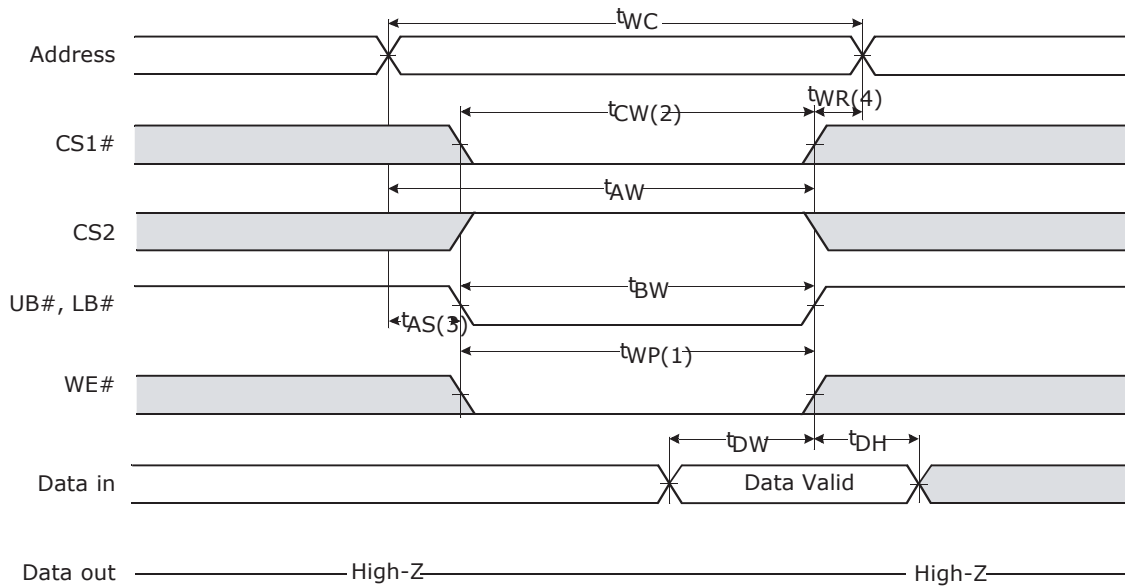 tWC
Address
tCW(2)
tWR(4)
CS1#
tAW
CS2
tBW
UB#, LB#
tAS(3)
tWP(1)
WE#
tDW
tDH
Data in
Data Valid
Data out
High-Z
High-Z